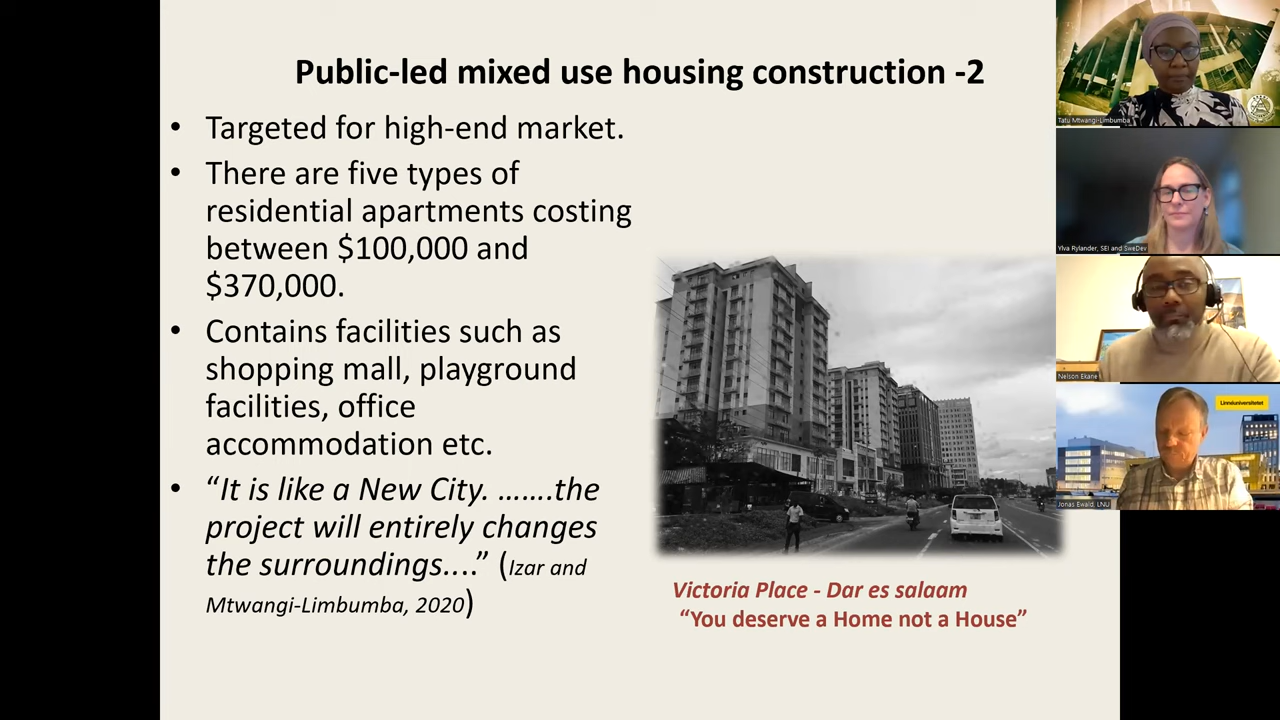 Public-led mixed use housing construction -2
• Targeted for high-end market.
• There are five types of
residential apartments costing
between $100,000 and
$370,000.
• Contains facilities such as
shopping mall, playground
facilities, office
accommodation etc.
• “It is like a New City. …….the
project will entirely changes
the surroundings....” (Izar and
Mtwangi-Limbumba, 2020)
Victoria Place - Dar es salaam
“You deserve a Home not a House”
Tatu Mtwangi-Limbumba
Ylva Rylander, SEI and SweDev
Nelson Ekane
Linnéuniversitetet
Jonas Ewald, LNU